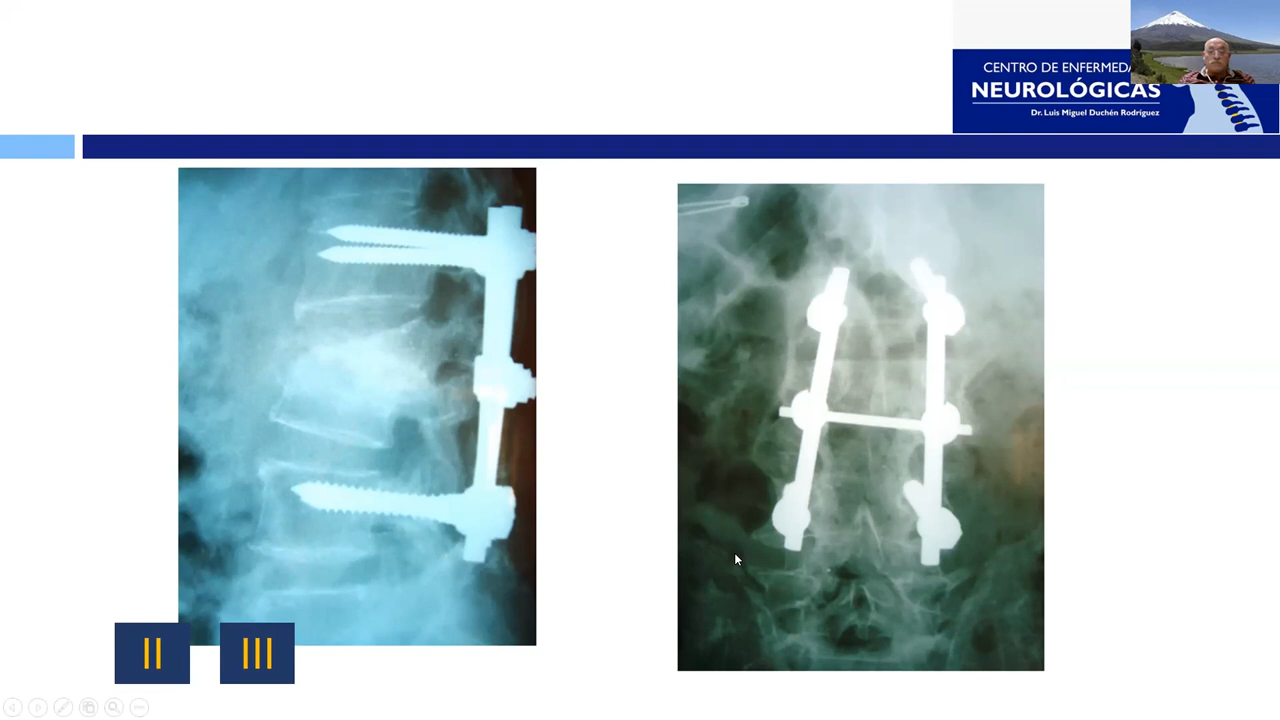 CENTRO DE ENFERMEDA
NEUROLÓGICAS
Dr. Luis Miguel Duchén Rodríguez
II
III